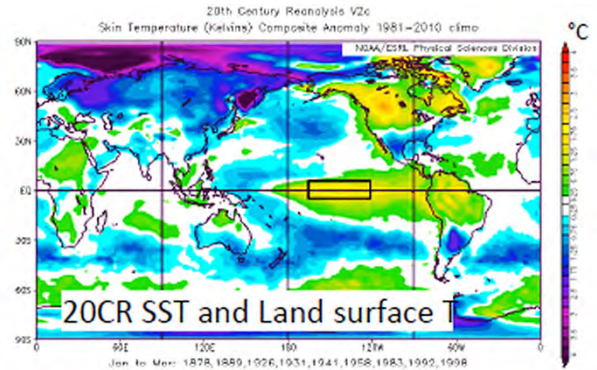 20th Century Reanalysis V2c
Skin Temperature (Kelvins) Composite Anomaly 1981-2010 climo
°C
NOAA/ESRL Physical Sciences Division
90N
60N
30N
EQ
30S
60S
90S
20CR SST and Land surface T
0 60E 120E 180 120W 60W 0
Jan to Mar: 1878,1889,1926,1931,1941,1958,1983,1992,1998